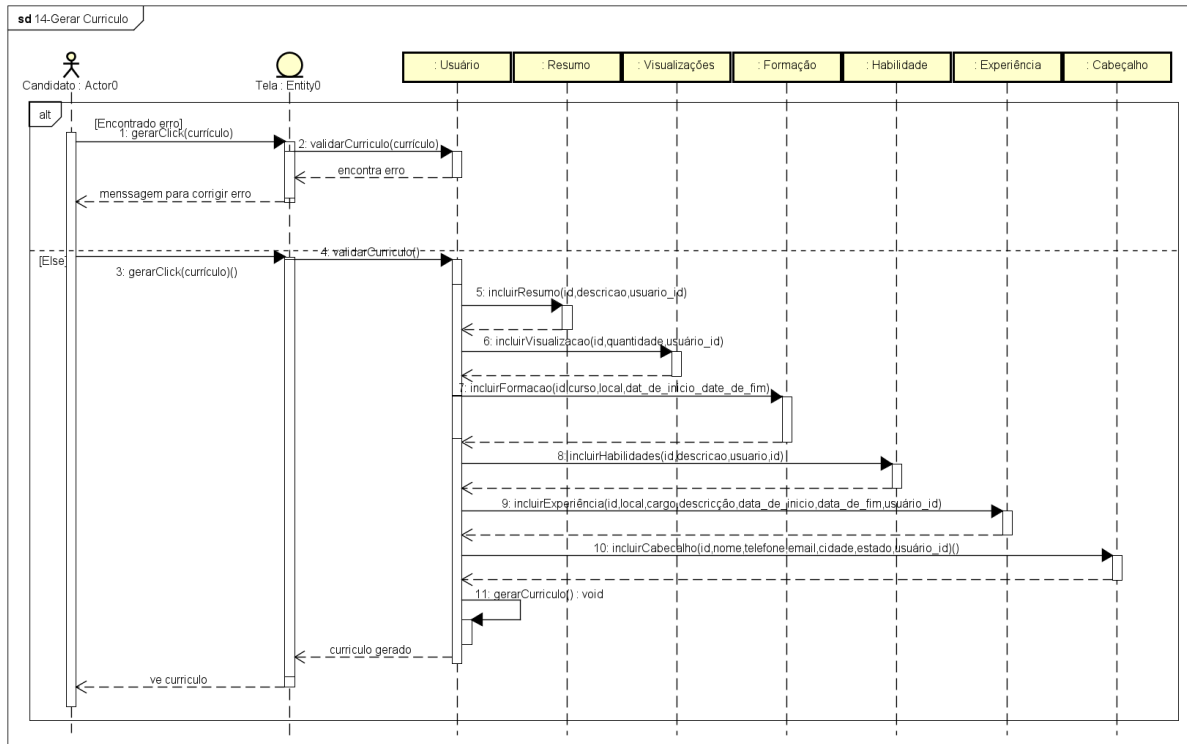 sd 14-Gerar Curriculo
Candidato : Actor0
Tela : Entity0
: Usuário
: Resumo
: Visualizações
: Formação
: Habilidade
: Experiência
: Cabeçalho
alt
[Encontrado erro]
1: gerarClick(currículo)
2: validarCurriculo(currículo)
encontra erro
menssagem para corrigir erro
[Else]
3: gerarClick(currículo)()
4: validarCurriculo()
5: incluirResumo(id,descricao,usuario_id)
6: incluirVisualizacao(id,quantidade,usuário_id)
7: incluirFormacao(id,curso,local,dat_de_inicio_date_de_fim)
8: incluirHabilidades(id,descricao,usuario,id)
9: incluirExperiência(id,local,cargo,descricção,data_de_inicio,data_de_fim,usuário_id)
10: incluirCabecalho(id,nome,telefone,email,cidade,estado,usuário_id)()
11: gerarCurriculo() : void
curriculo gerado
ve curriculo